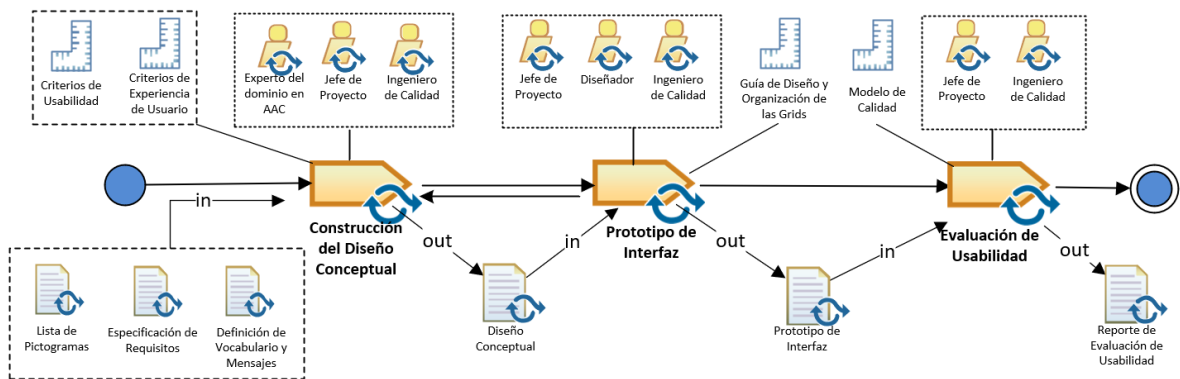 Criterios de
Usabilidad
Criterios de
Experiencia
de Usuario
Experto del
dominio en
AAC
Jefe de
Proyecto
Ingeniero
de Calidad
Jefe de
Proyecto
Diseñador
Ingeniero
de Calidad
Guía de Diseño y
Organización de
las Grids
Modelo de
Calidad
Jefe de
Proyecto
Ingeniero
de Calidad
in
Construcción
del Diseño
Conceptual
out
in
Prototipo de
Interfaz
out
in
Evaluación de
Usabilidad
out
Lista de
Pictogramas
Especificación de
Requisitos
Definición de
Vocabulario y
Mensajes
Diseño
Conceptual
Prototipo de
Interfaz
Reporte de
Evaluación de
Usabilidad